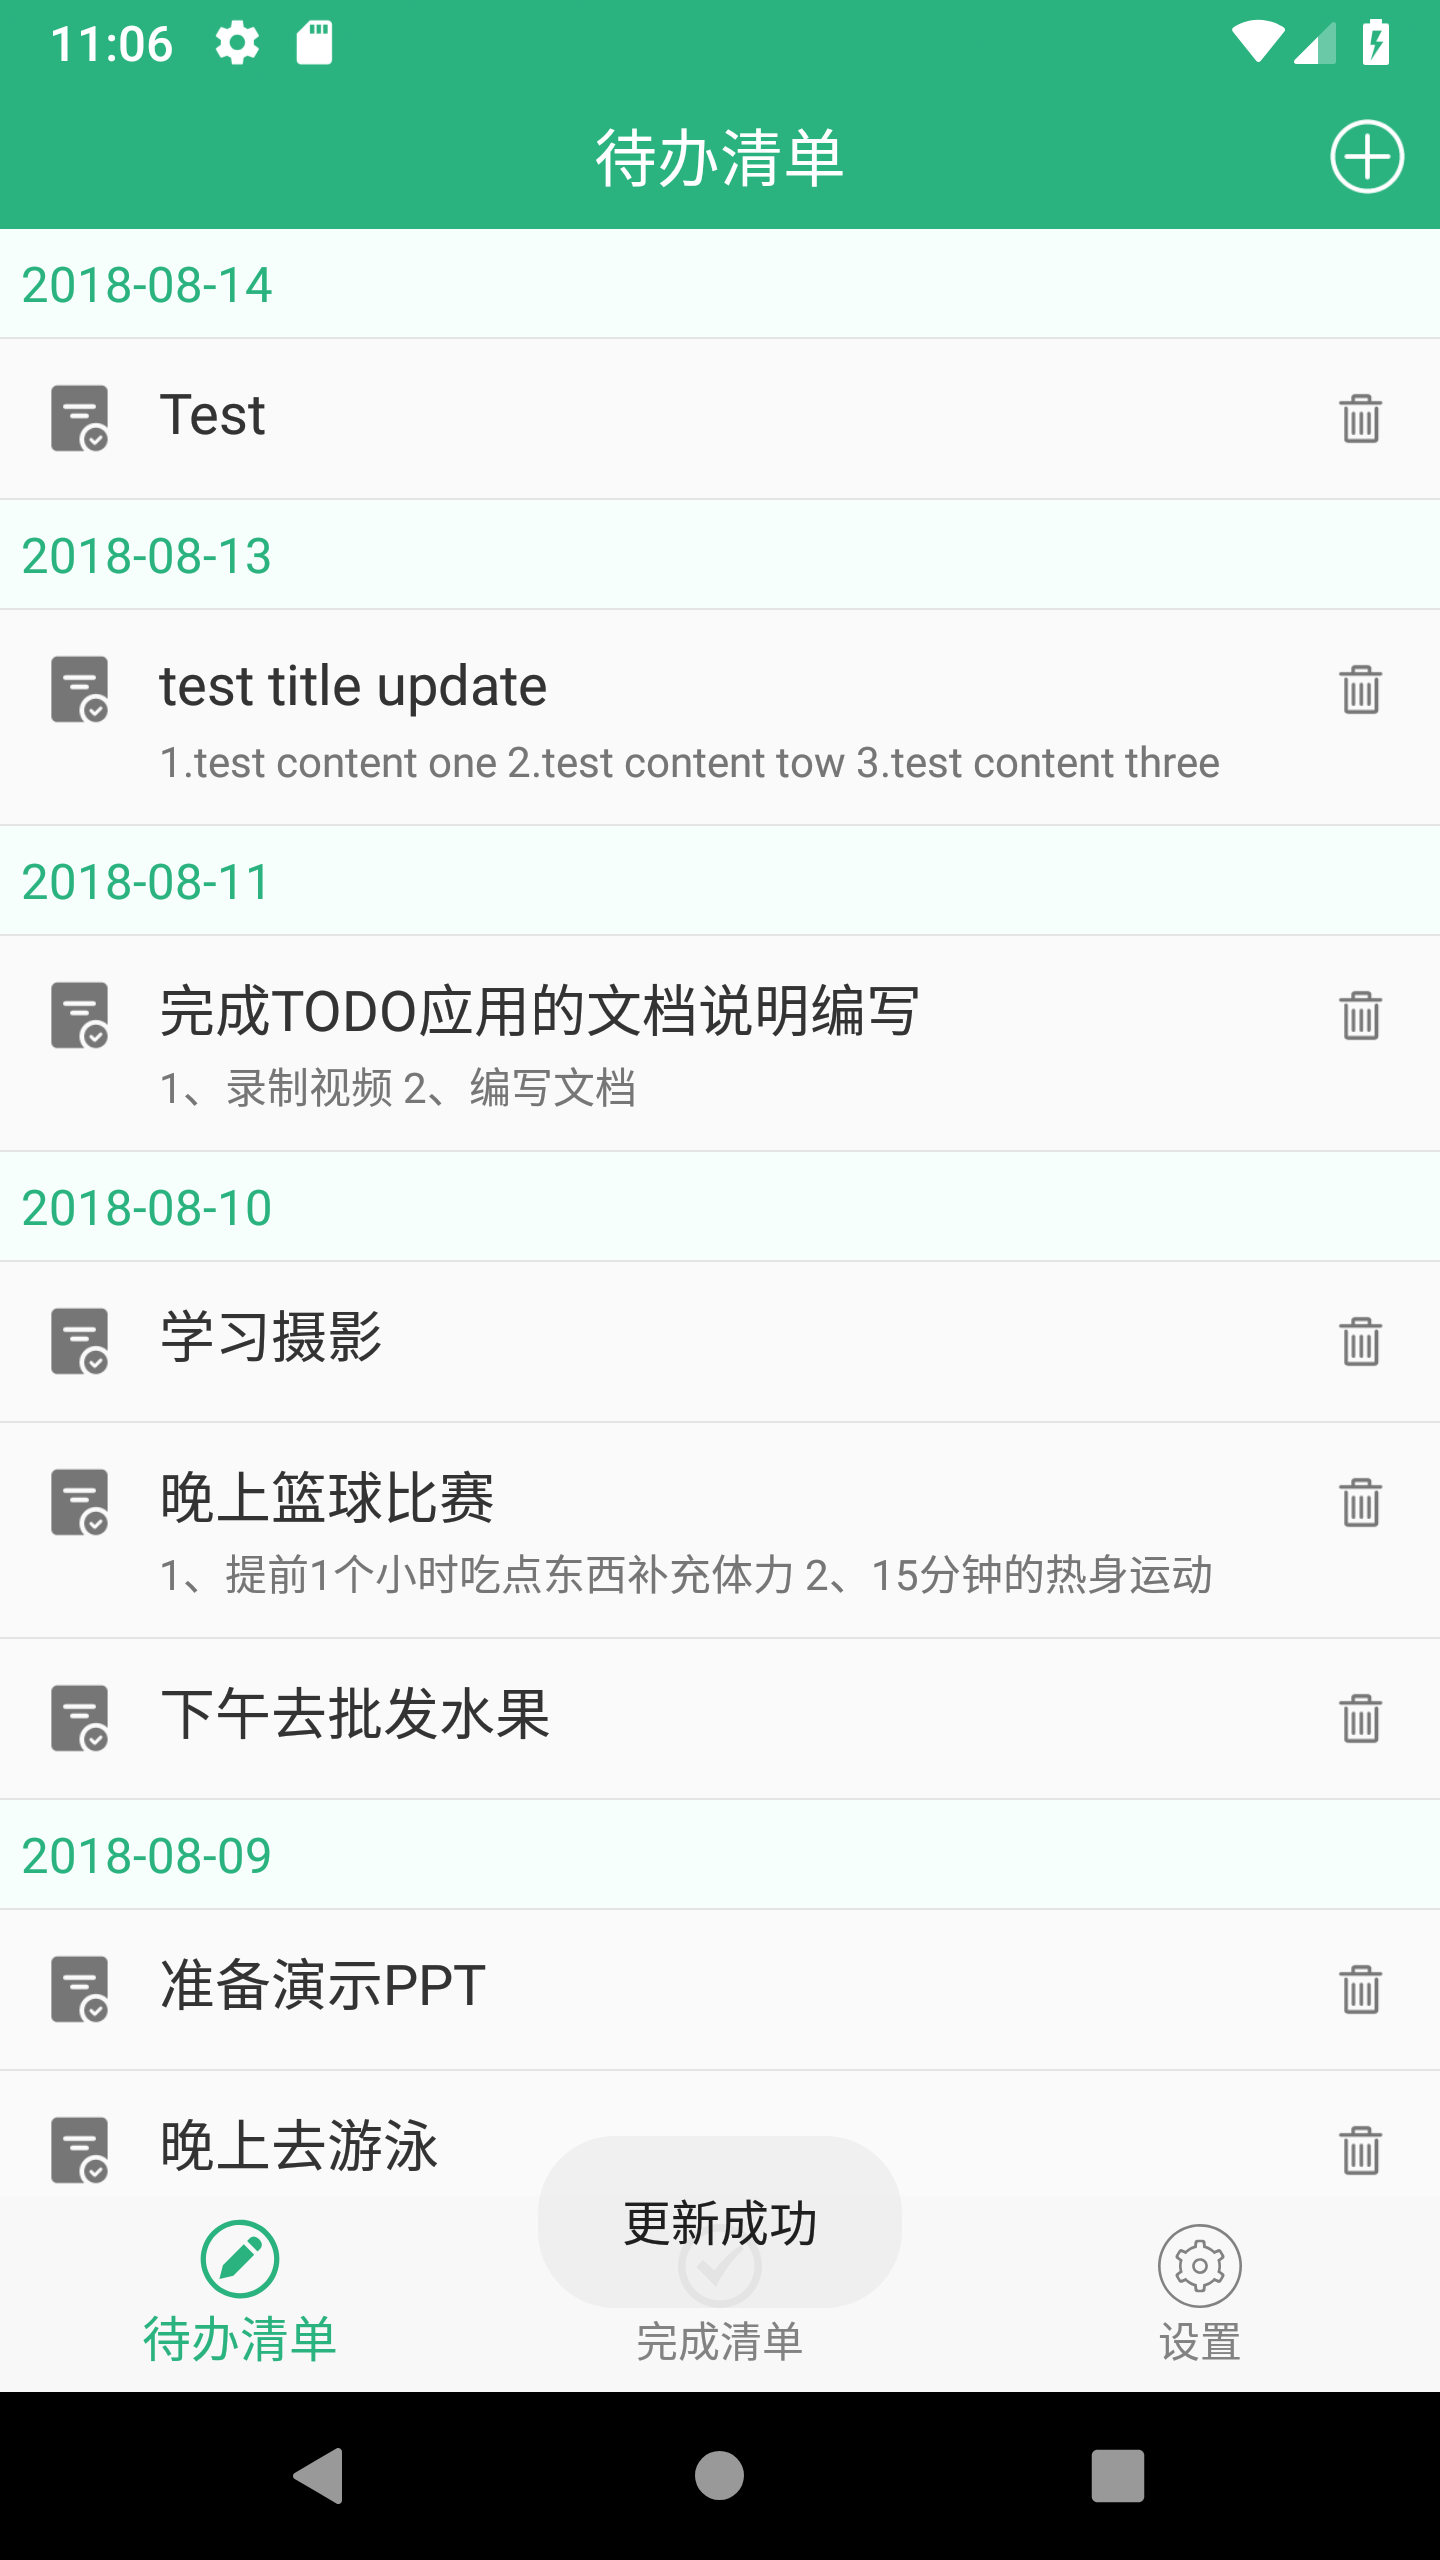 11:06
待办清单
2018-08-14
Test
2018-08-13
test title update
1.test content one 2.test content tow 3.test content three
2018-08-11
完成TODO应用的文档说明编写
1、录制视频 2、编写文档
2018-08-10
学习摄影
晚上篮球比赛
1、提前1个小时吃点东西补充体力 2、15分钟的热身运动
下午去批发水果
2018-08-09
准备演示PPT
晚上去游泳
更新成功
待办清单
完成清单
设置